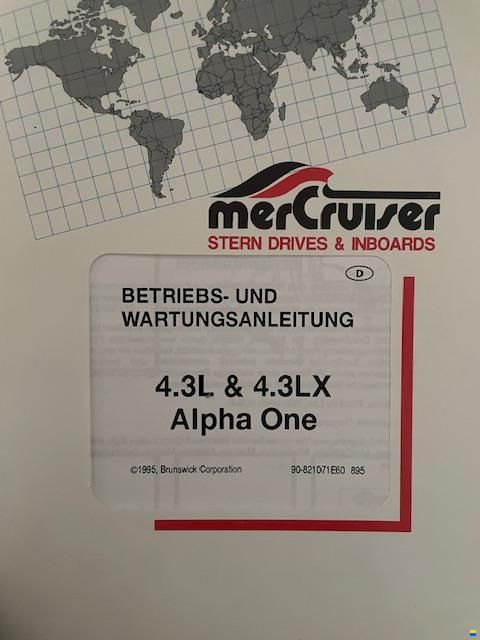 merCruiser
STERN DRIVES & INBOARDS
D
BETRIEBS- UND
WARTUNGSANLEITUNG
4.3L & 4.3LX
Alpha One
©1995, Brunswick Corporation 90-821071E60 895